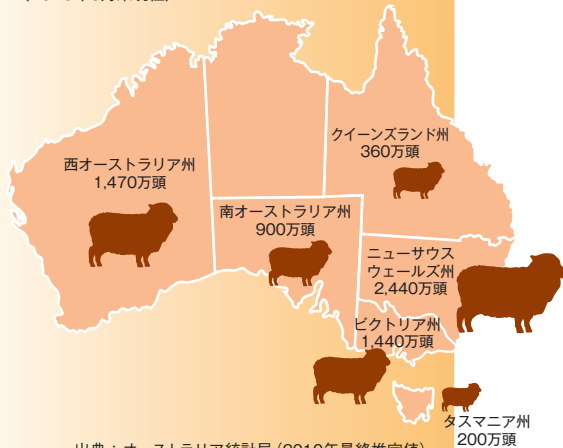 クイーンズランド州
360万頭
西オーストラリア州
1,470万頭
南オーストラリア州
900万頭
ニューサウス
ウェールズ州
2,440万頭
ビクトリア州
1,440万頭
タスマニア州
200万頭